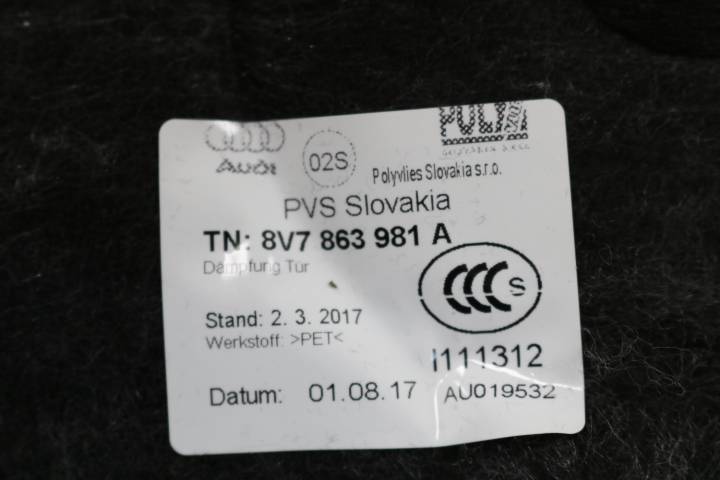 Audi
02S
Polyvlies Slovakia s.r.o.
PVS Slovakia
TN: 8V7 863 981 A
Dämpfung Tür
CCC S
Stand: 2. 3. 2017
Werkstoff: >PET<
I111312
Datum: 01.08.17 AU019532